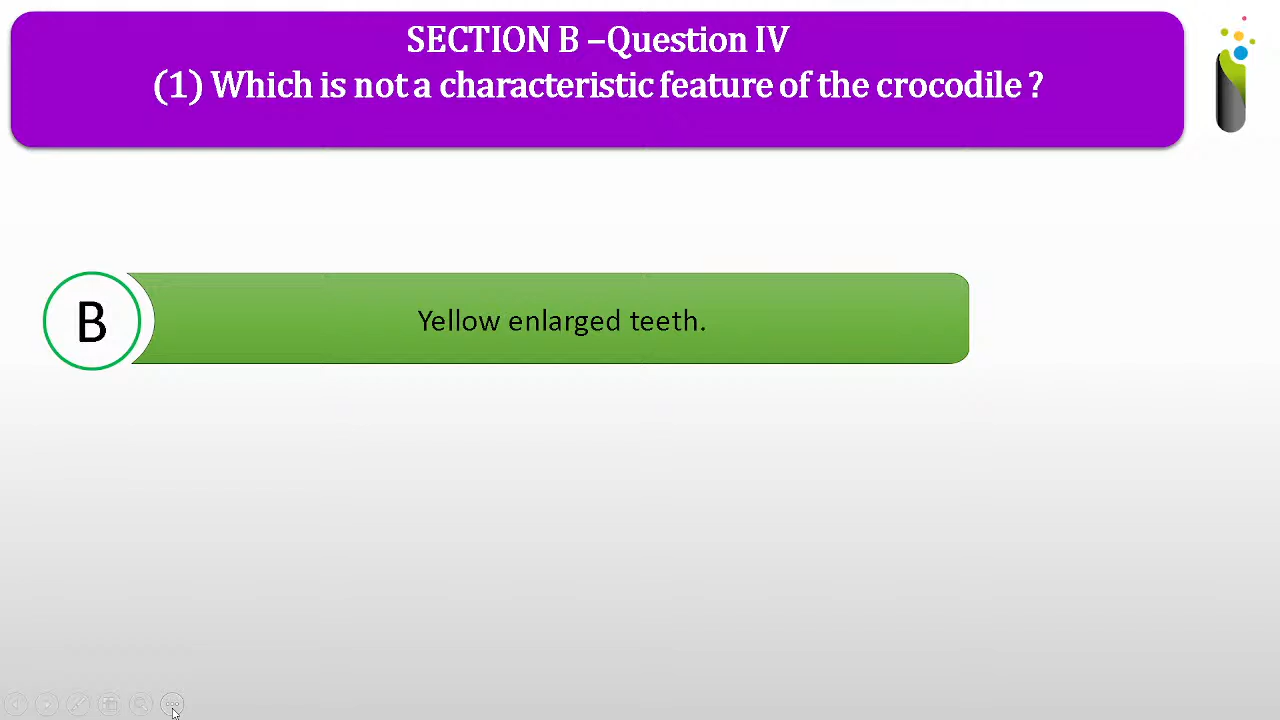 SECTION B –Question IV
(1) Which is not a characteristic feature of the crocodile ?
B
Yellow enlarged teeth.